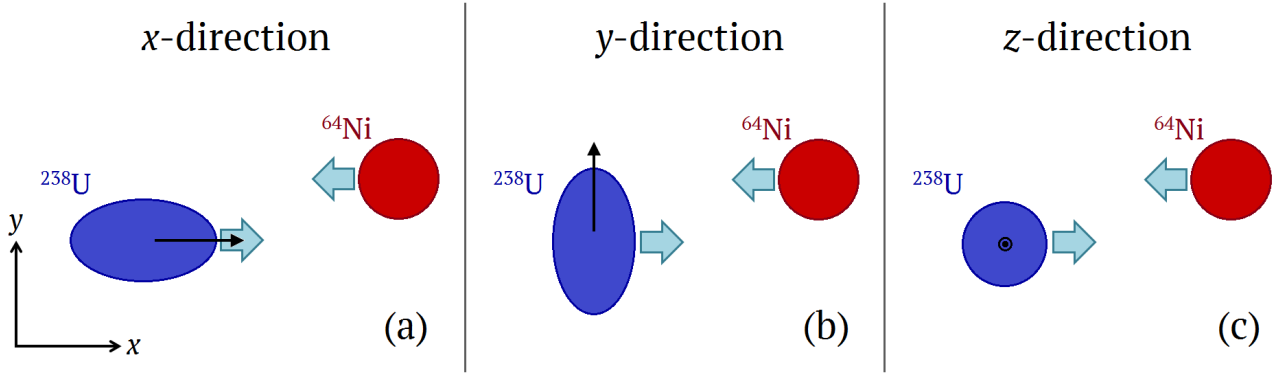 x-direction
⁶⁴Ni
²³⁸U
y
x
(a)
y-direction
⁶⁴Ni
²³⁸U
(b)
z-direction
⁶⁴Ni
²³⁸U
(c)